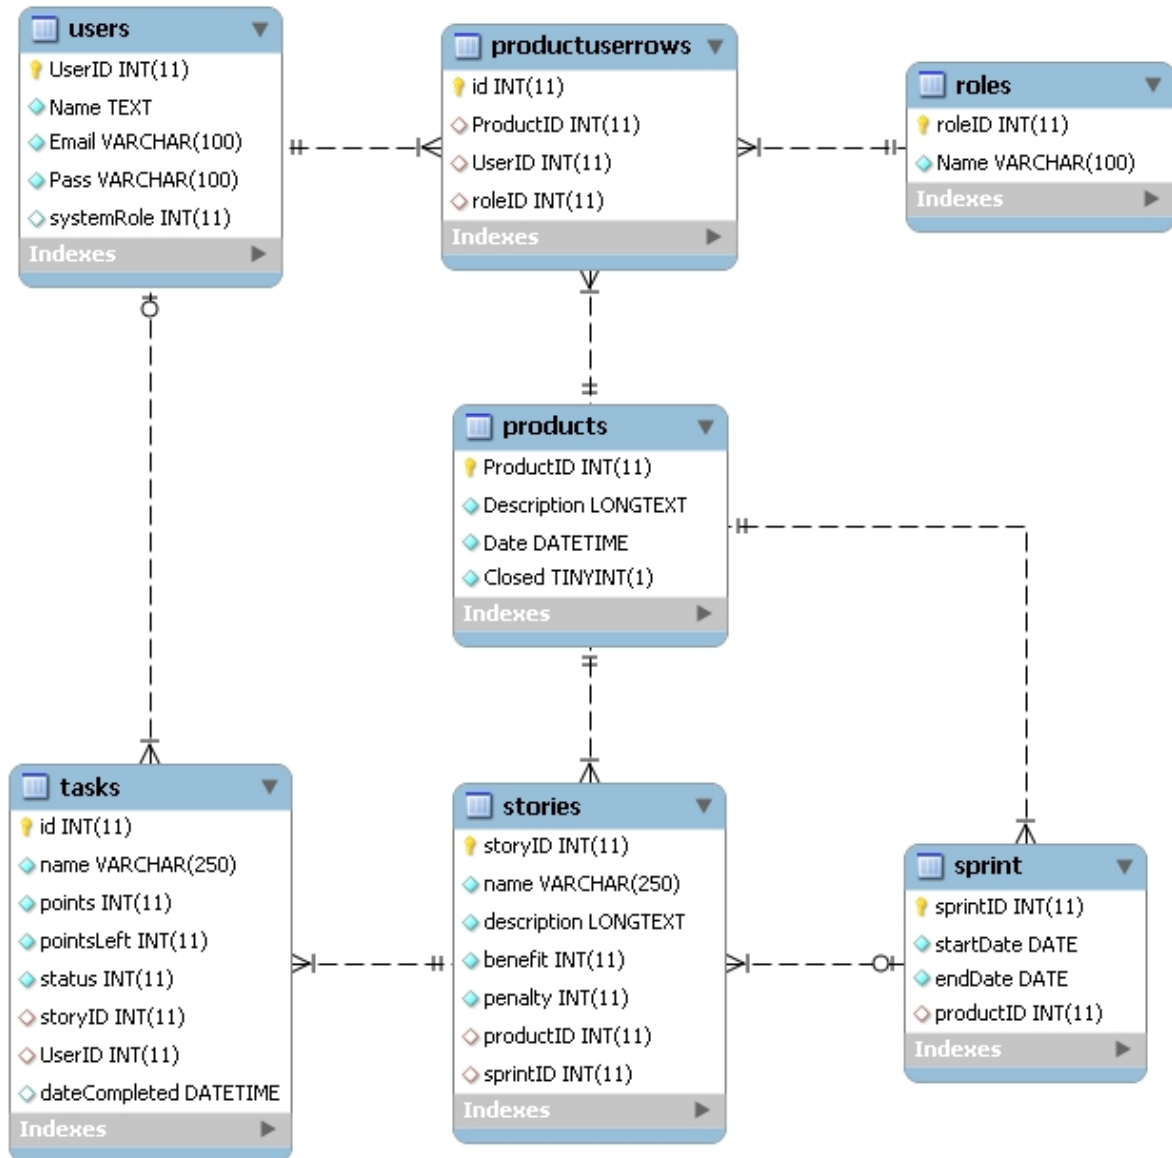 users
UserID INT(11)
Name TEXT
Email VARCHAR(100)
Pass VARCHAR(100)
systemRole INT(11)
Indexes
productuserrows
id INT(11)
ProductID INT(11)
UserID INT(11)
roleID INT(11)
Indexes
roles
roleID INT(11)
Name VARCHAR(100)
Indexes
products
ProductID INT(11)
Description LONGTEXT
Date DATETIME
Closed TINYINT(1)
Indexes
tasks
id INT(11)
name VARCHAR(250)
points INT(11)
pointsLeft INT(11)
status INT(11)
storyID INT(11)
UserID INT(11)
dateCompleted DATETIME
Indexes
stories
storyID INT(11)
name VARCHAR(250)
description LONGTEXT
benefit INT(11)
penalty INT(11)
productID INT(11)
sprintID INT(11)
Indexes
sprint
sprintID INT(11)
startDate DATE
endDate DATE
productID INT(11)
Indexes